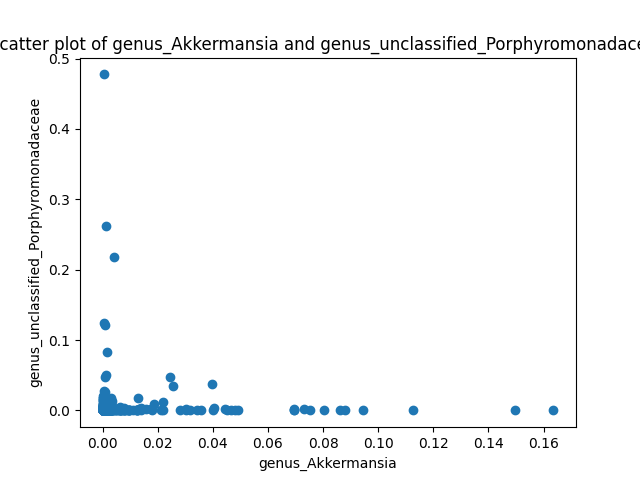 catter plot of genus_Akkermansia and genus_unclassified_Porphyromonadace
genus_unclassified_Porphyromonadaceae
0.5
0.4
0.3
0.2
0.1
0.0
0.00 0.02 0.04 0.06 0.08 0.10 0.12 0.14 0.16
genus_Akkermansia